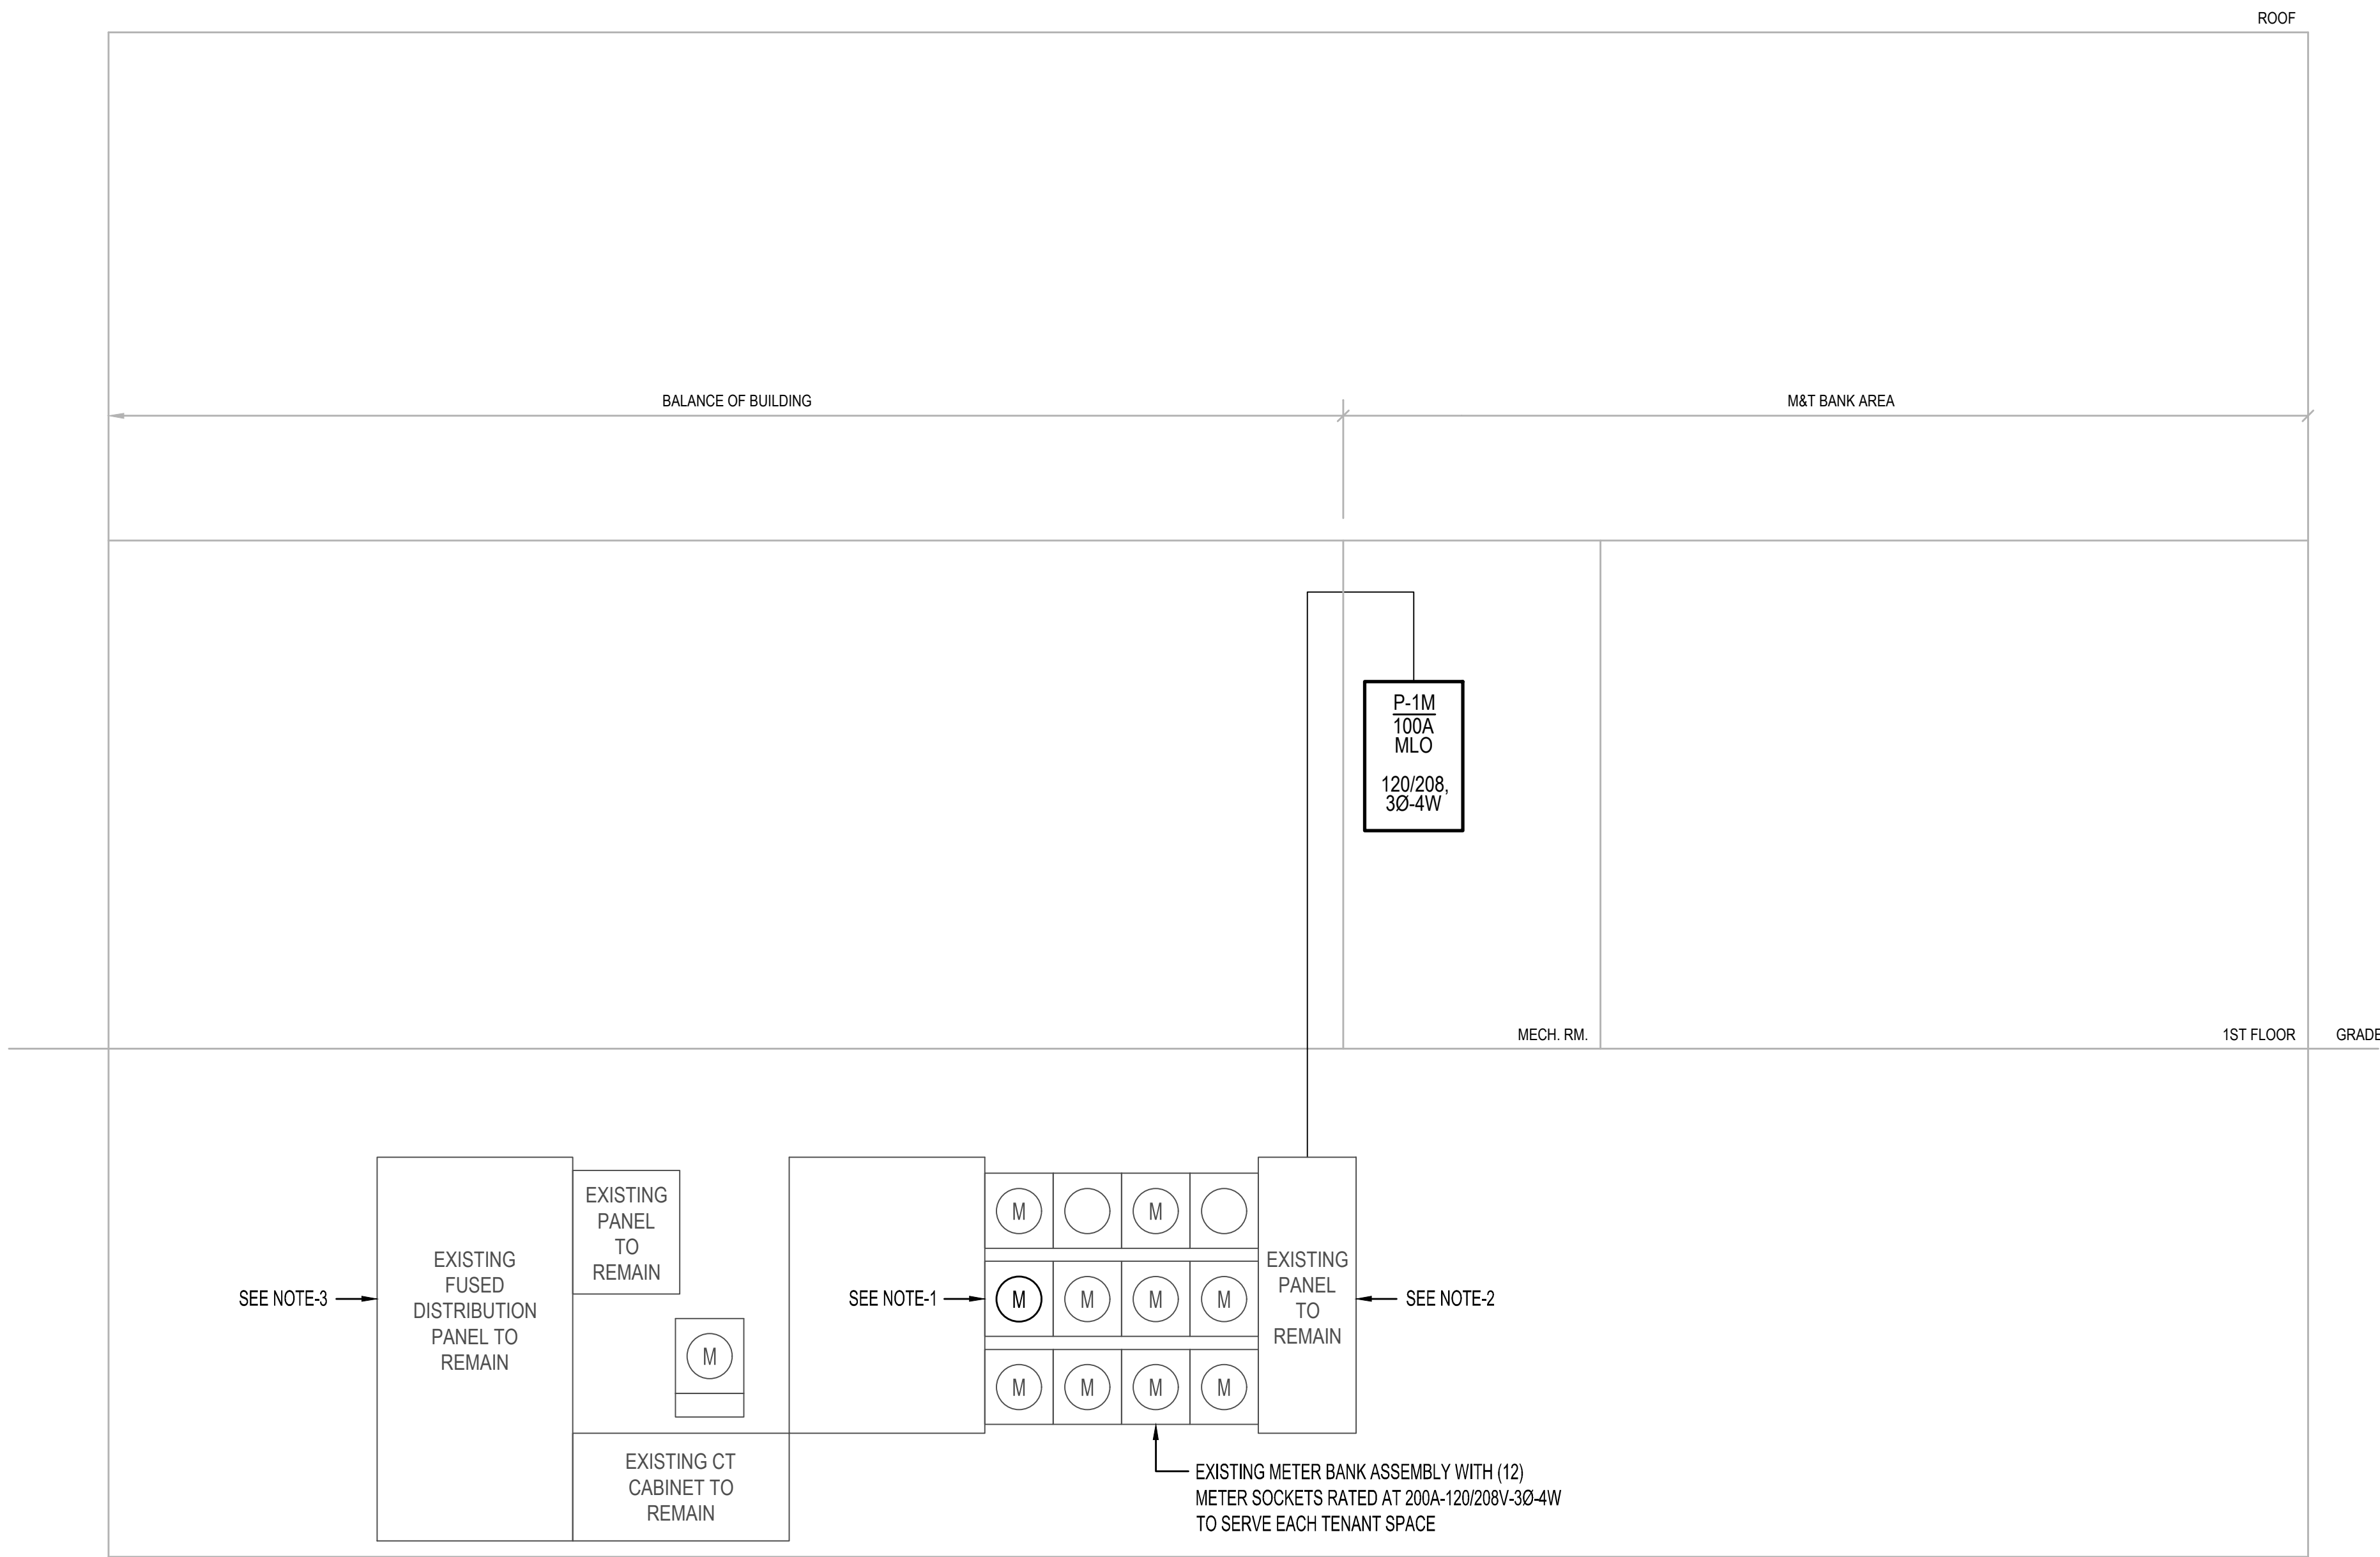 ROOF
BALANCE OF BUILDING
M&T BANK AREA
P-1M
100A
MLO
120/208,
3Ø-4W
MECH. RM.
1ST FLOOR
GRADE
EXISTING
FUSED
DISTRIBUTION
PANEL TO
REMAIN
EXISTING
PANEL
TO
REMAIN
SEE NOTE-3
SEE NOTE-1
SEE NOTE-2
M
M
M
M
M
M
M
M
M
M
M
EXISTING
PANEL
TO
REMAIN
EXISTING CT
CABINET TO
REMAIN
EXISTING METER BANK ASSEMBLY WITH (12)
METER SOCKETS RATED AT 200A-120/208V-3Ø-4W
TO SERVE EACH TENANT SPACE